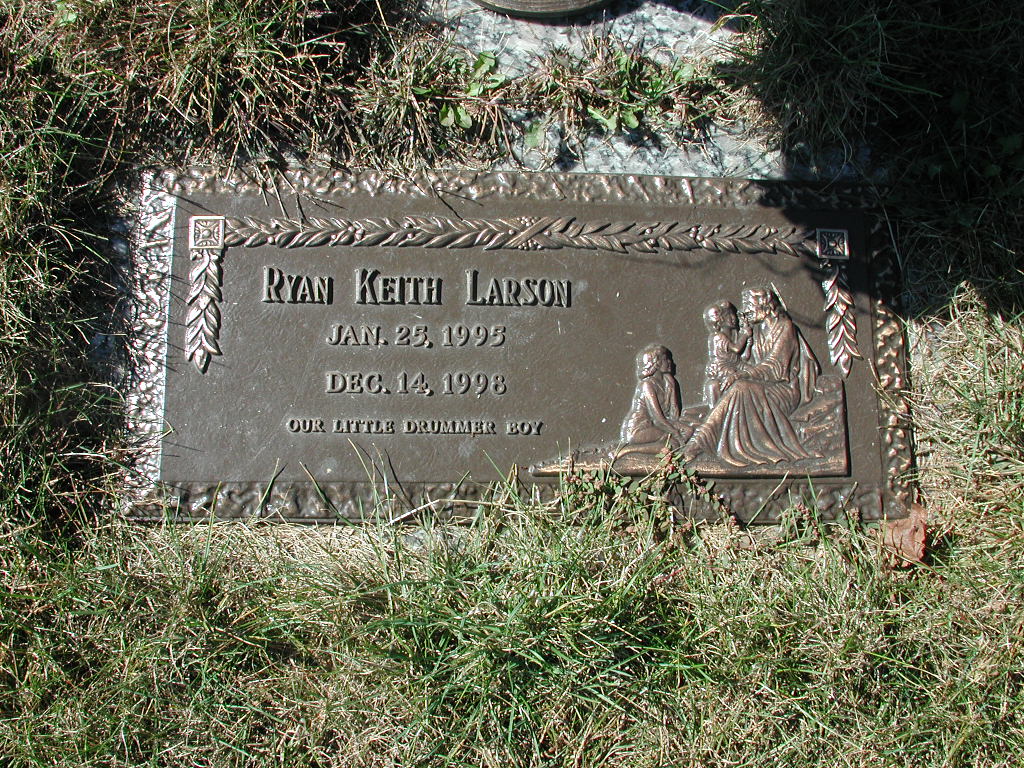 RYAN KEITH LARSON
JAN. 25, 1995
DEC. 14, 1998
OUR LITTLE DRUMMER BOY